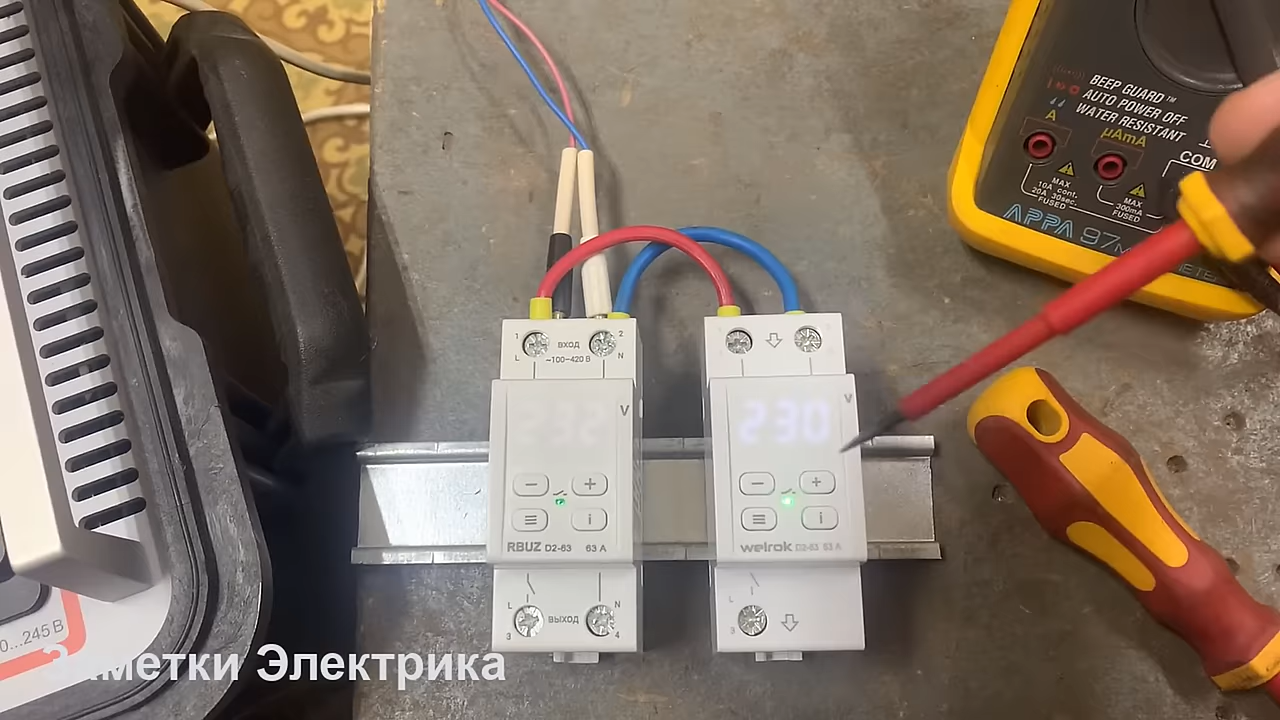 BEEP GUARD™
AUTO POWER OFF
WATER RESISTANT
A
µAmA
COM
MAX
10A cont.
20A 30sec.
FUSED
MAX
300mA
FUSED
APPA 97
1 ВХОД 2
L ~100–420 В N
232 V
− +
≡ i
RBUZ D2-63 63 A
L N
3 ВЫХОД 4
230 V
− +
≡ i
welrok D2-63 63 A
L
3
0...245 В
Заметки Электрика